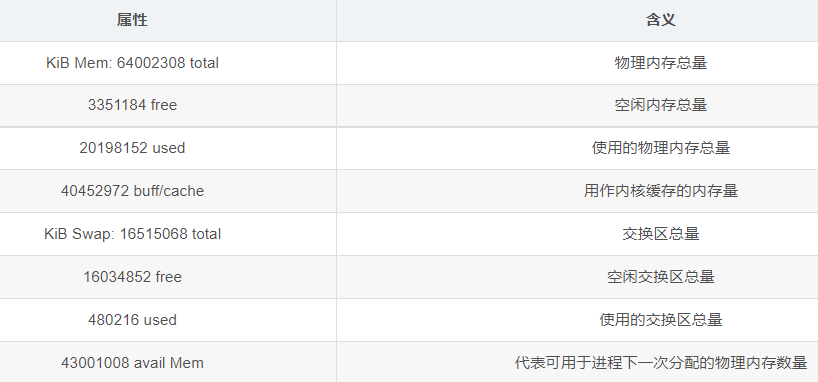 属性 含义
KiB Mem: 64002308 total 物理内存总量
3351184 free 空闲内存总量
20198152 used 使用的物理内存总量
40452972 buff/cache 用作内核缓存的内存量
KiB Swap: 16515068 total 交换区总量
16034852 free 空闲交换区总量
480216 used 使用的交换区总量
43001008 avail Mem 代表可用于进程下一次分配的物理内存数量